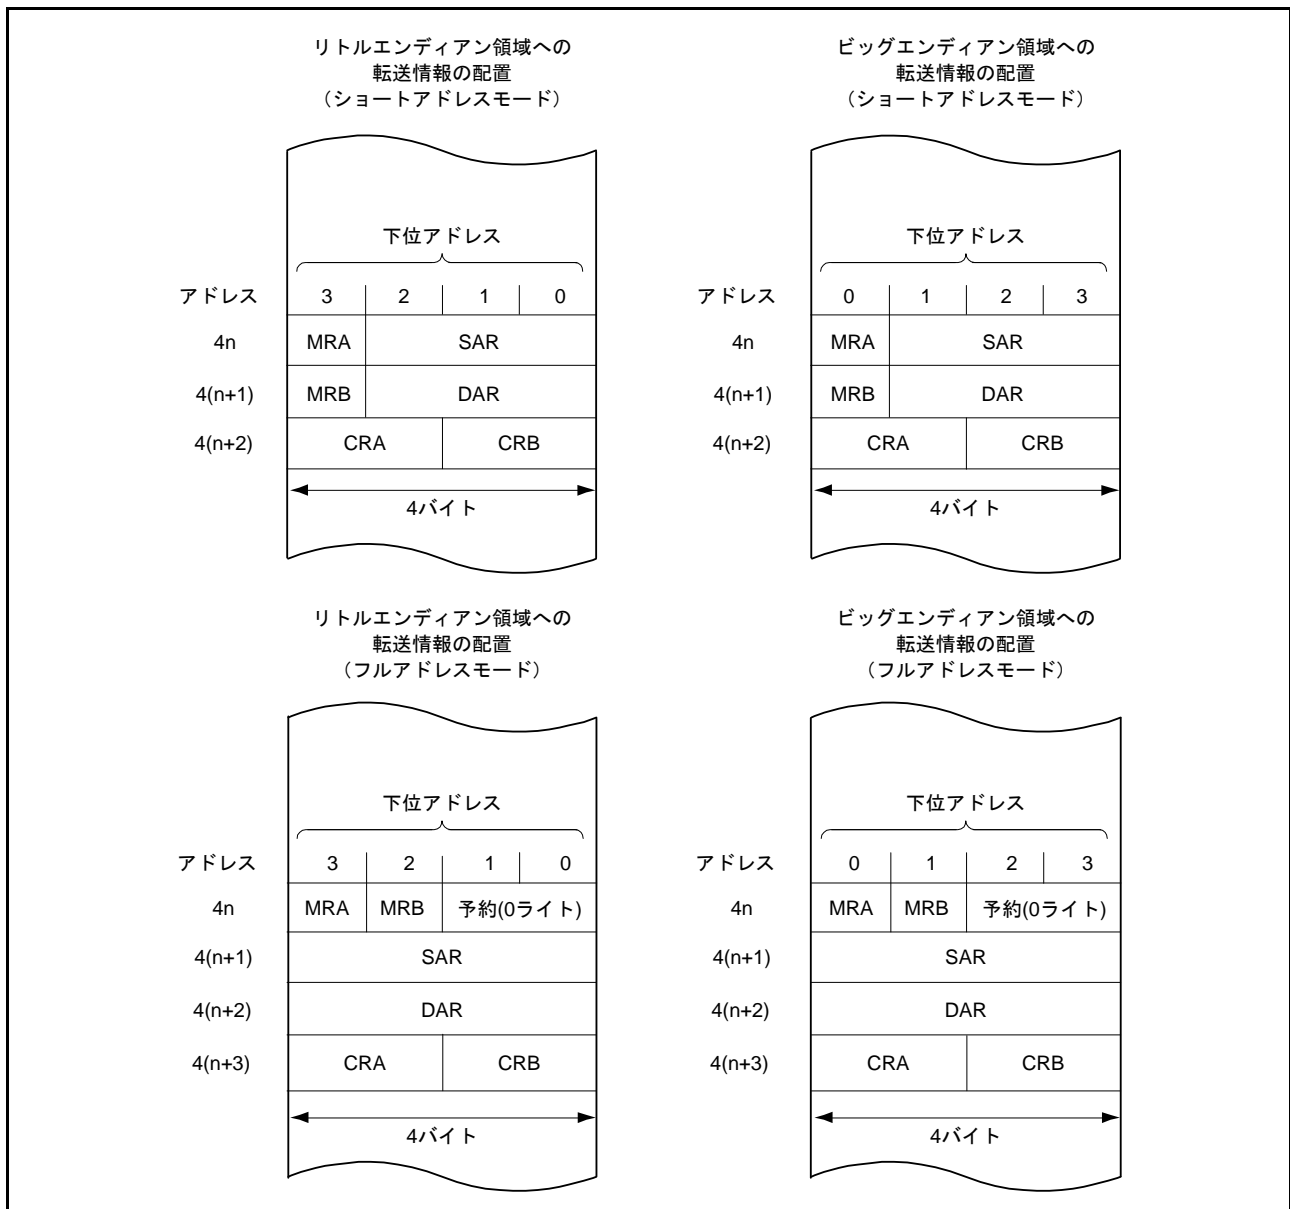 リトルエンディアン領域への
転送情報の配置
（ショートアドレスモード）
下位アドレス
アドレス 3 2 1 0
4n MRA SAR
4(n+1) MRB DAR
4(n+2) CRA CRB
4バイト
ビッグエンディアン領域への
転送情報の配置
（ショートアドレスモード）
下位アドレス
アドレス 0 1 2 3
4n MRA SAR
4(n+1) MRB DAR
4(n+2) CRA CRB
4バイト
リトルエンディアン領域への
転送情報の配置
（フルアドレスモード）
下位アドレス
アドレス 3 2 1 0
4n MRA MRB 予約(0ライト)
4(n+1) SAR
4(n+2) DAR
4(n+3) CRA CRB
4バイト
ビッグエンディアン領域への
転送情報の配置
（フルアドレスモード）
下位アドレス
アドレス 0 1 2 3
4n MRA MRB 予約(0ライト)
4(n+1) SAR
4(n+2) DAR
4(n+3) CRA CRB
4バイト